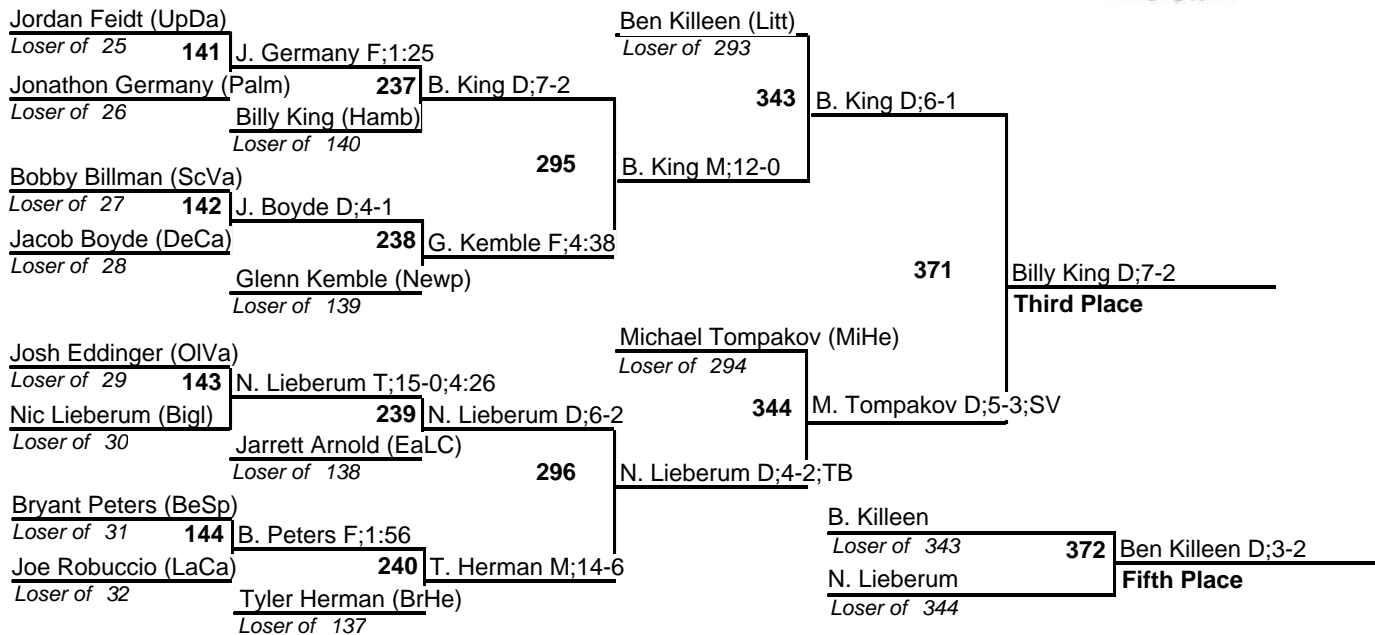 Jordan Feidt (UpDa)
Loser of 25
141
J. Germany F;1:25
Jonathon Germany (Palm)
Loser of 26
237
B. King D;7-2
Billy King (Hamb)
Loser of 140
Bobby Billman (ScVa)
Loser of 27
142
J. Boyde D;4-1
Jacob Boyde (DeCa)
Loser of 28
238
G. Kemble F;4:38
Glenn Kemble (Newp)
Loser of 139
295
B. King M;12-0
Ben Killeen (Litt)
Loser of 293
343
B. King D;6-1
Josh Eddinger (OlVa)
Loser of 29
143
N. Lieberum T;15-0;4:26
Nic Lieberum (Bigl)
Loser of 30
239
N. Lieberum D;6-2
Jarrett Arnold (EaLC)
Loser of 138
Bryant Peters (BeSp)
Loser of 31
144
B. Peters F;1:56
Joe Robuccio (LaCa)
Loser of 32
240
T. Herman M;14-6
Tyler Herman (BrHe)
Loser of 137
296
N. Lieberum D;4-2;TB
Michael Tompakov (MiHe)
Loser of 294
344
M. Tompakov D;5-3;SV
371
Billy King D;7-2
Third Place
B. Killeen
Loser of 343
372
Ben Killeen D;3-2
N. Lieberum
Fifth Place
Loser of 344